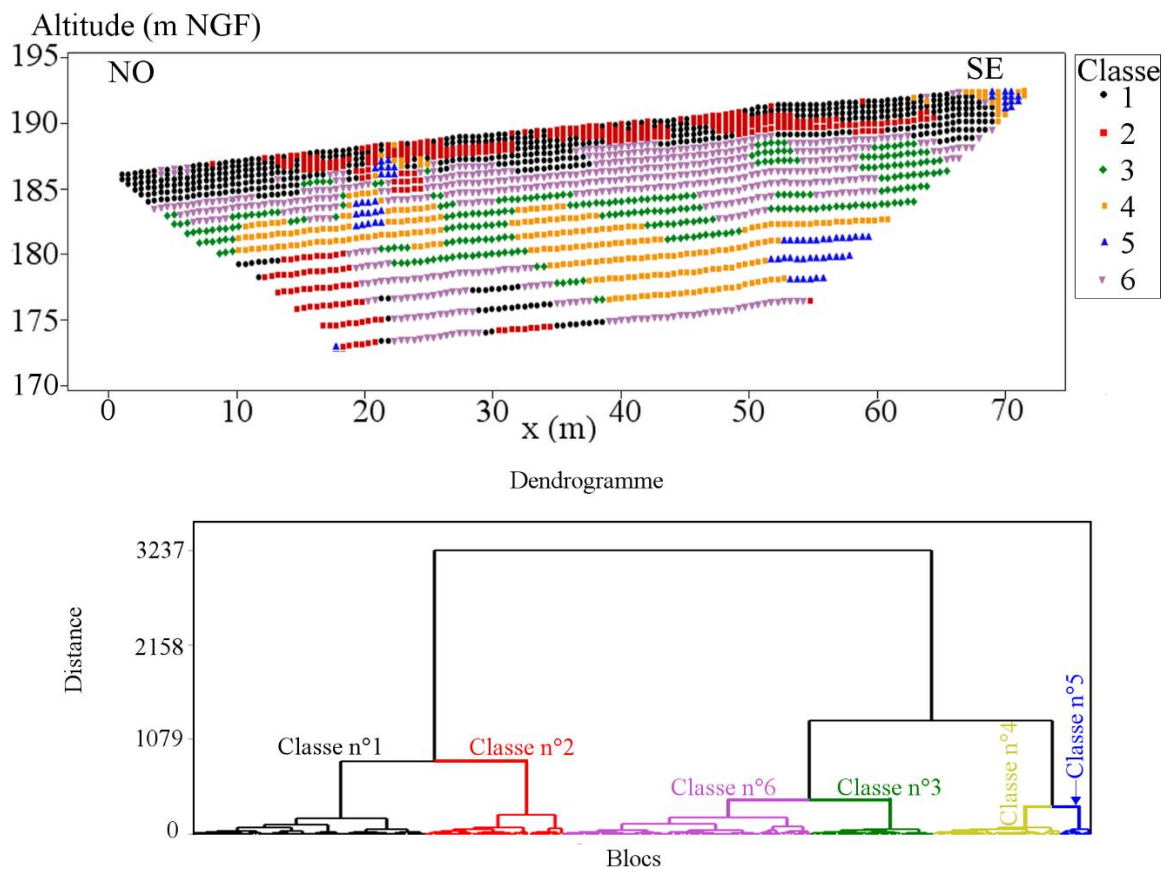 Altitude (m NGF)
195
NO
SE
190
185
180
175
170
0 10 20 30 40 50 60 70
x (m)
Classe
1
2
3
4
5
6
Dendrogramme
3237
2158
1079
0
Distance
Classe n°1
Classe n°2
Classe n°6
Classe n°3
Classe n°4
Classe n°5
Blocs